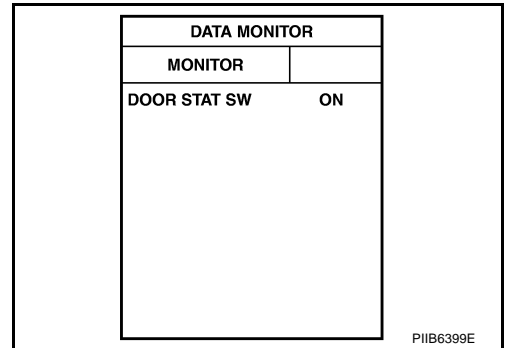 DATA MONITOR
MONITOR
DOOR STAT SW ON
PIIB6399E